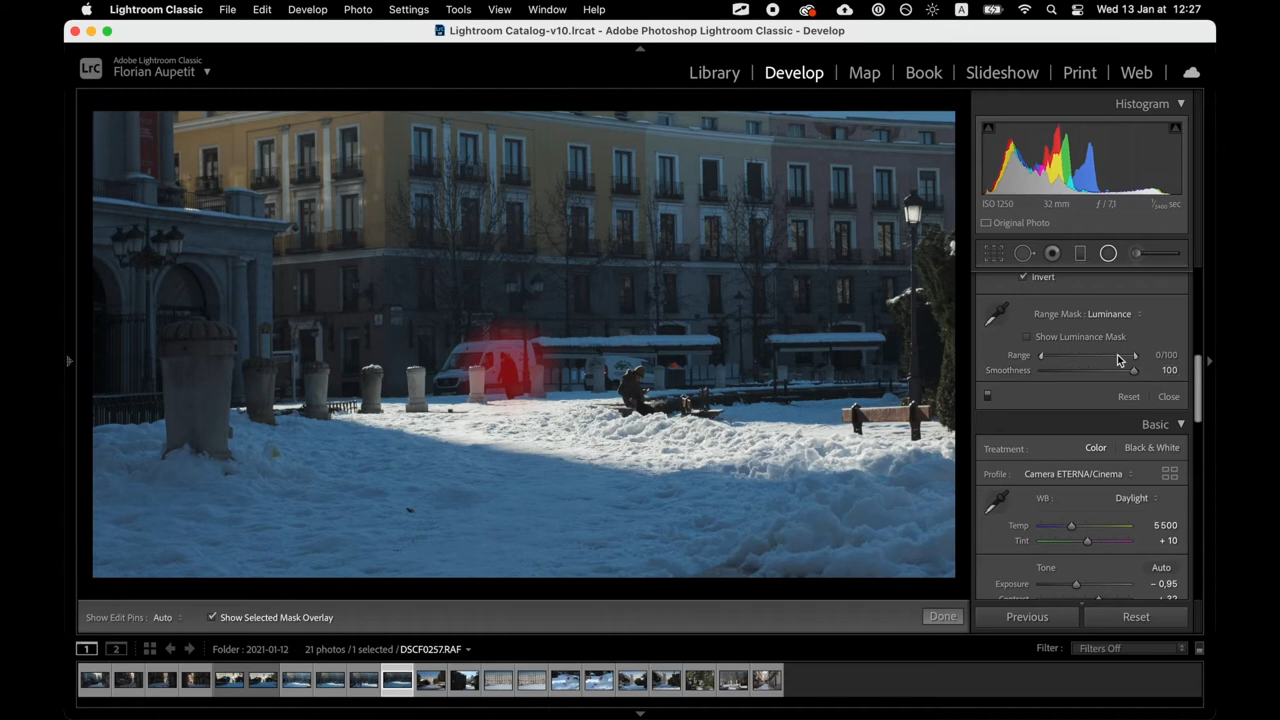 Lightroom Classic File Edit Develop Photo Settings Tools View Window Help A Wed 13 Jan at 12:27
Lightroom Catalog-v10.lrcat - Adobe Photoshop Lightroom Classic - Develop
LrC
Adobe Lightroom Classic
Florian Aupetit
Library | Develop | Map | Book | Slideshow | Print | Web
Histogram
ISO 1250 32 mm ƒ / 7,1 1/2400 sec
Original Photo
Invert
Range Mask : Luminance
Show Luminance Mask
Range 0/100
Smoothness 100
Reset Close
Basic
Treatment : Color Black & White
Profile : Camera ETERNA/Cinema
WB : Daylight
Temp 5 500
Tint + 10
Tone Auto
Exposure – 0,95
Show Edit Pins : Auto Show Selected Mask Overlay Done
Previous Reset
1 2 Folder : 2021-01-12 21 photos / 1 selected / DSCF0257.RAF Filter : Filters Off